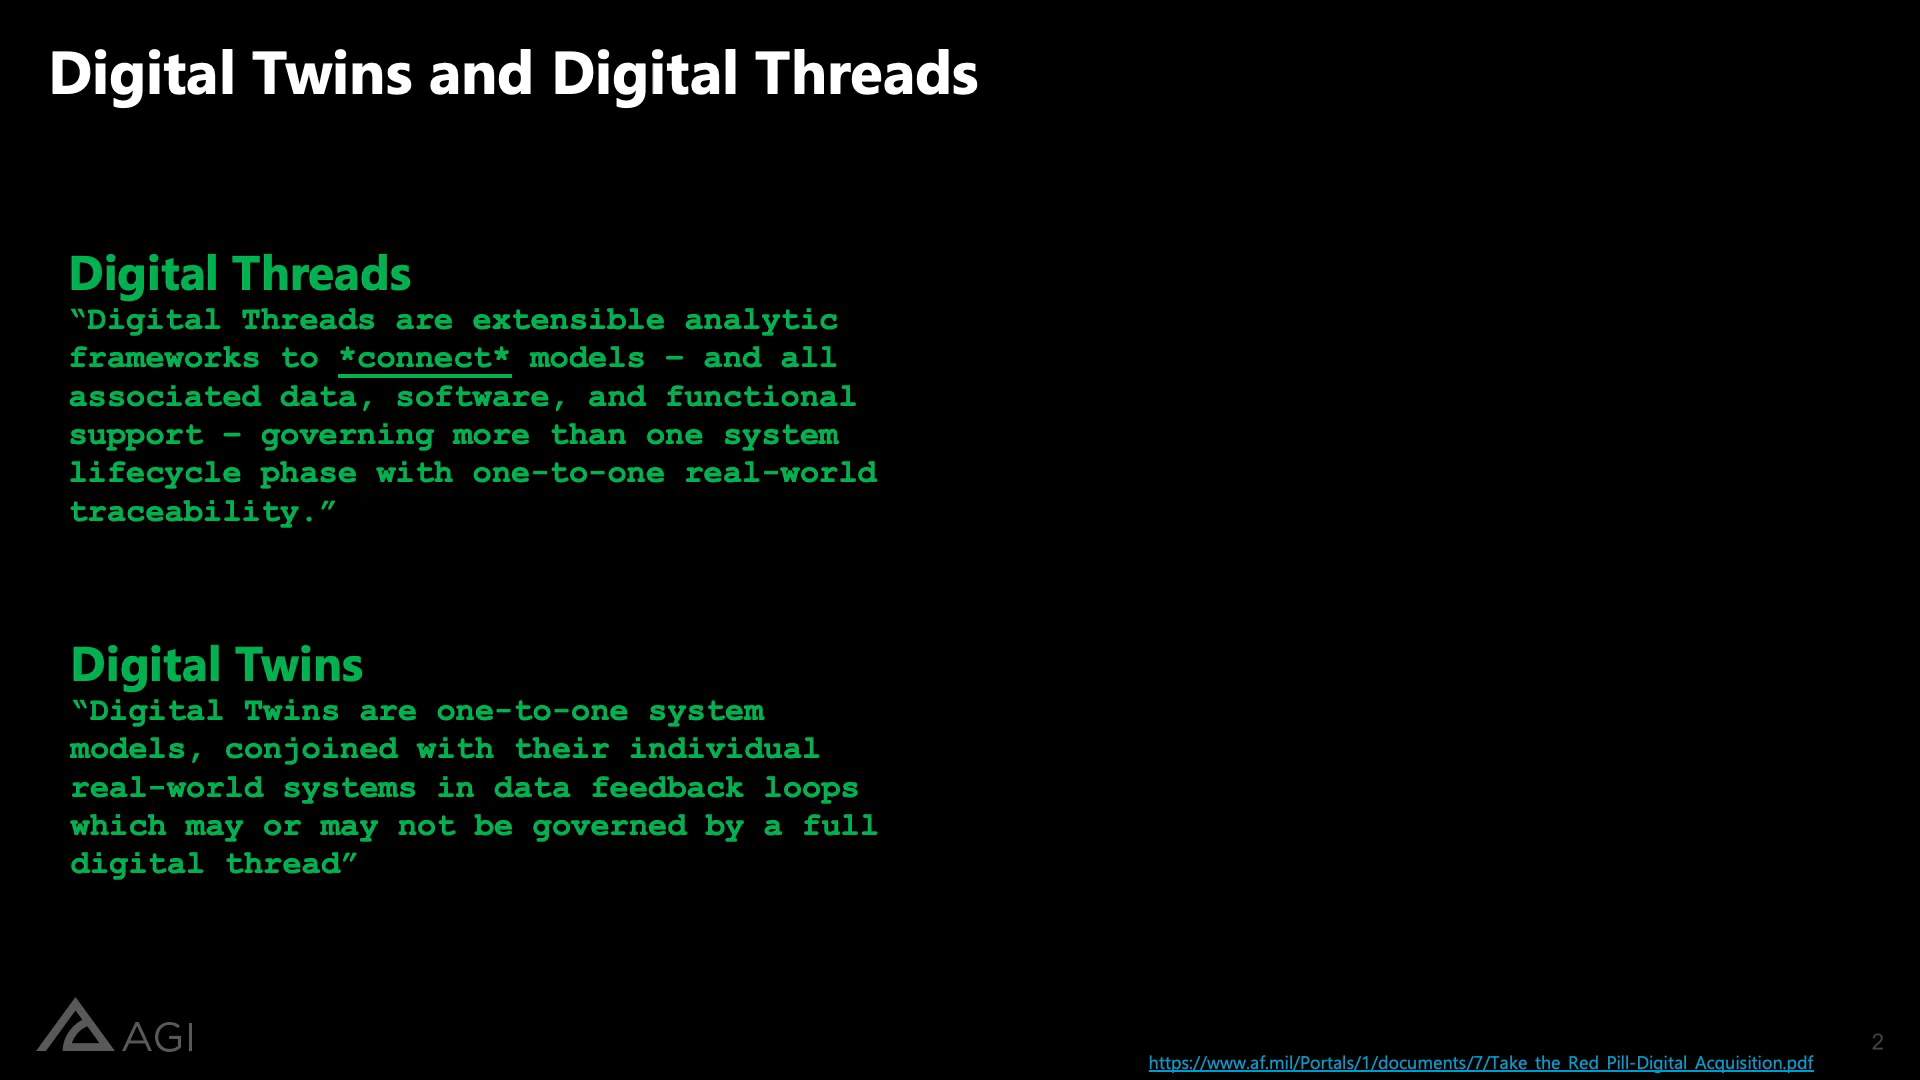 Digital Twins and Digital Threads
Digital Threads
“Digital Threads are extensible analytic
frameworks to *connect* models – and all
associated data, software, and functional
support – governing more than one system
lifecycle phase with one-to-one real-world
traceability.”
Digital Twins
“Digital Twins are one-to-one system
models, conjoined with their individual
real-world systems in data feedback loops
which may or may not be governed by a full
digital thread”
AGI
2
https://www.af.mil/Portals/1/documents/7/Take_the_Red_Pill-Digital_Acquisition.pdf